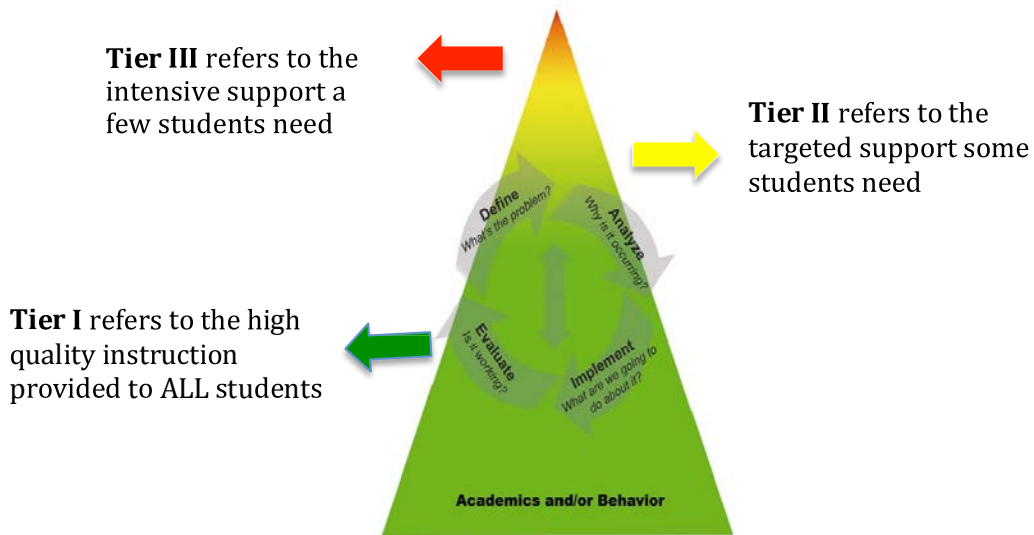 Tier III refers to the
intensive support a
few students need
Tier II refers to the
targeted support some
students need
Define
What's the problem?
Analyze
Why is it occurring?
Tier I refers to the high
quality instruction
provided to ALL students
Evaluate
Is it working?
Implement
What are we going to
do about it?
Academics and/or Behavior